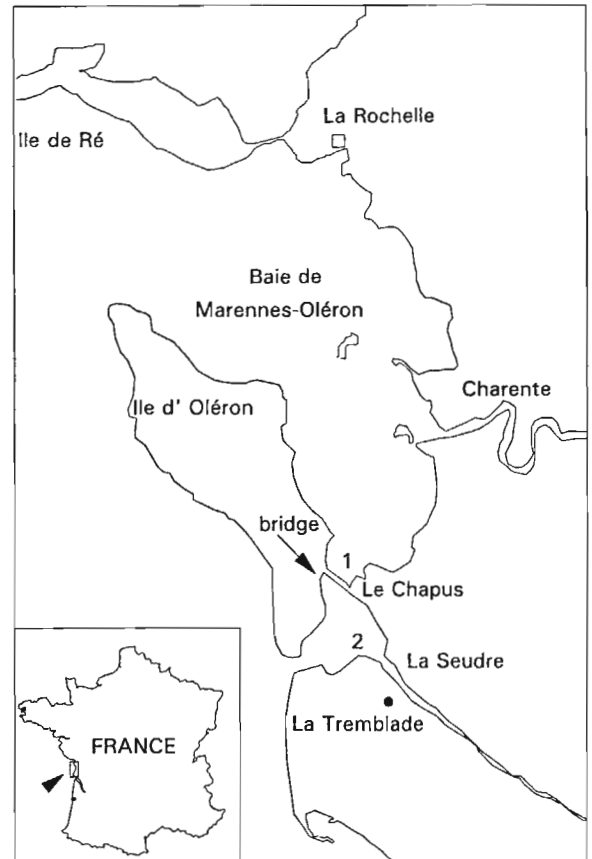 La Rochelle
Ile de Ré
Baie de
Marennes-Oléron
Charente
Ile d' Oléron
bridge
1
Le Chapus
2
La Seudre
La Tremblade
FRANCE